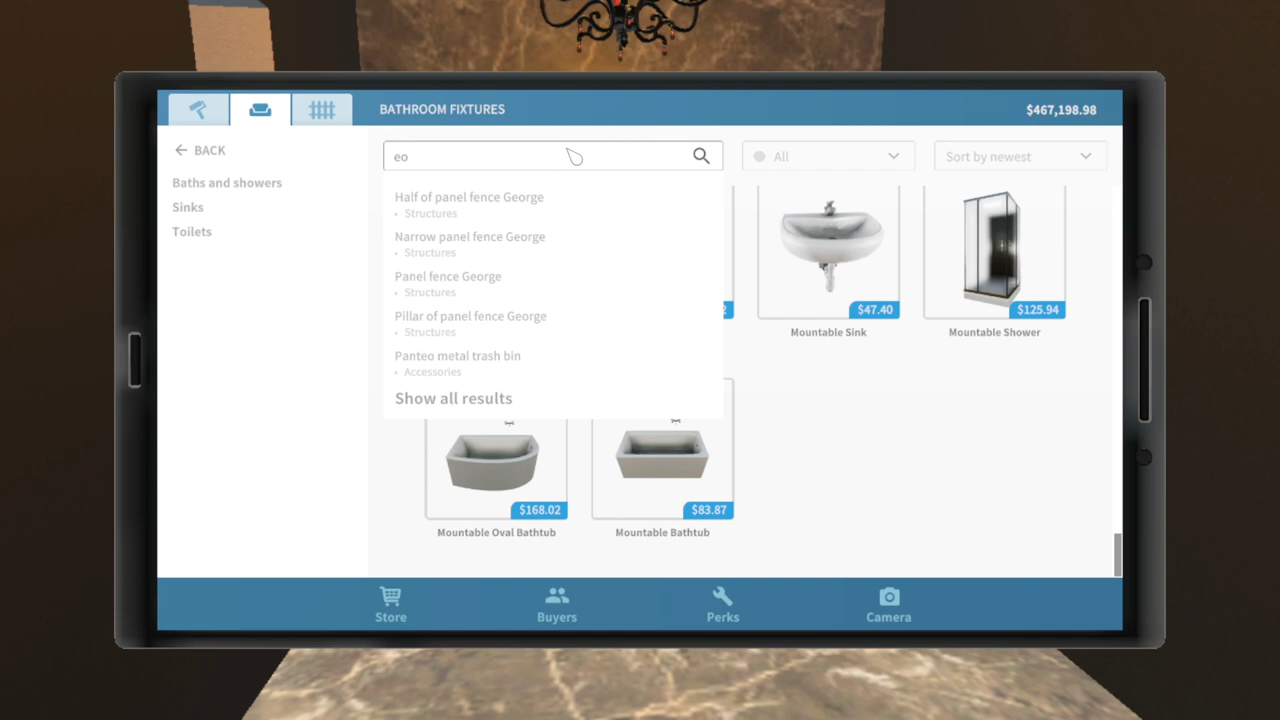 BATHROOM FIXTURES
$467,198.98
BACK
Baths and showers
Sinks
Toilets
eo
All
Sort by newest
Half of panel fence George
• Structures
Narrow panel fence George
• Structures
Panel fence George
• Structures
Pillar of panel fence George
• Structures
Panteo metal trash bin
• Accessories
Show all results
2
$47.40
$125.94
Mountable Sink
Mountable Shower
$168.02
$83.87
Mountable Oval Bathtub
Mountable Bathtub
Store
Buyers
Perks
Camera